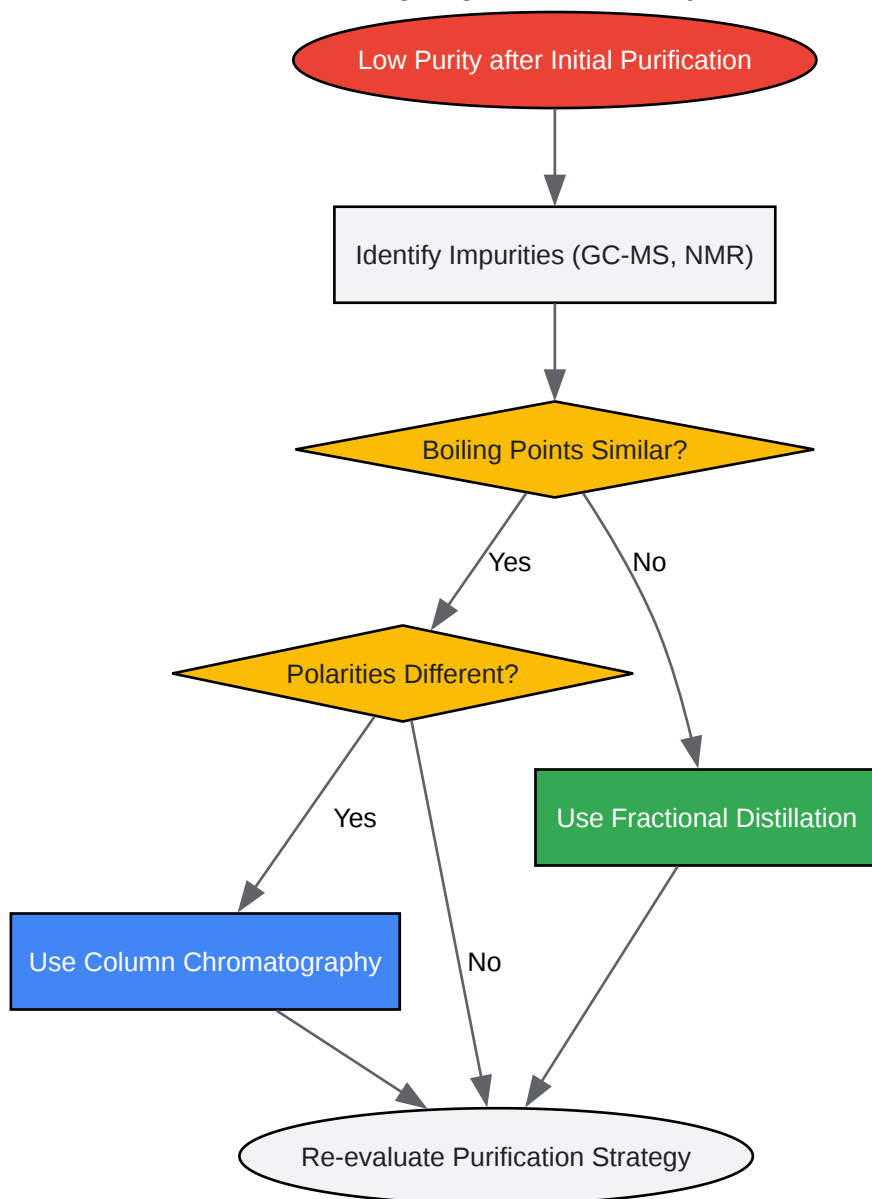 Low Purity after Initial Purification
Identify Impurities (GC-MS, NMR)
Boiling Points Similar?
Yes
No
Polarities Different?
Yes
Use Fractional Distillation
Use Column Chromatography
No
Re-evaluate Purification Strategy